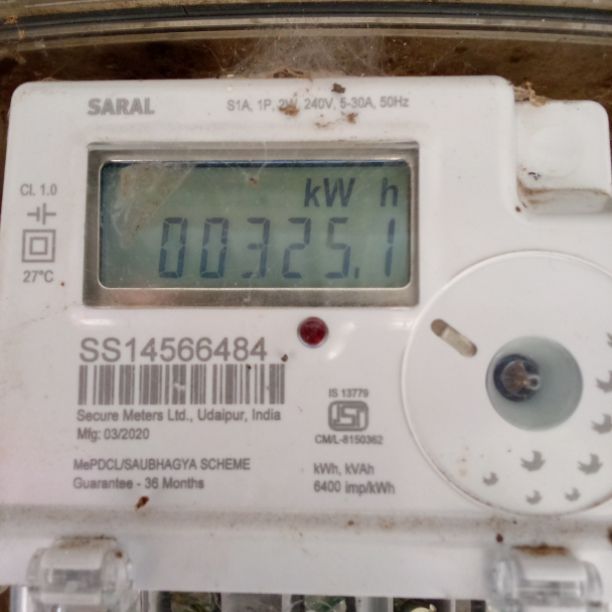 SARAL
S1A, 1P, 2W, 240V, 5-30A, 50Hz
Cl. 1.0
27°C
kW h
00325.1
SS14566484
Secure Meters Ltd., Udaipur, India
Mfg: 03/2020
MePDCL/SAUBHAGYA SCHEME
Guarantee - 36 Months
IS 13779
ISI
CM/L-8150362
kWh, kVAh
6400 imp/kWh